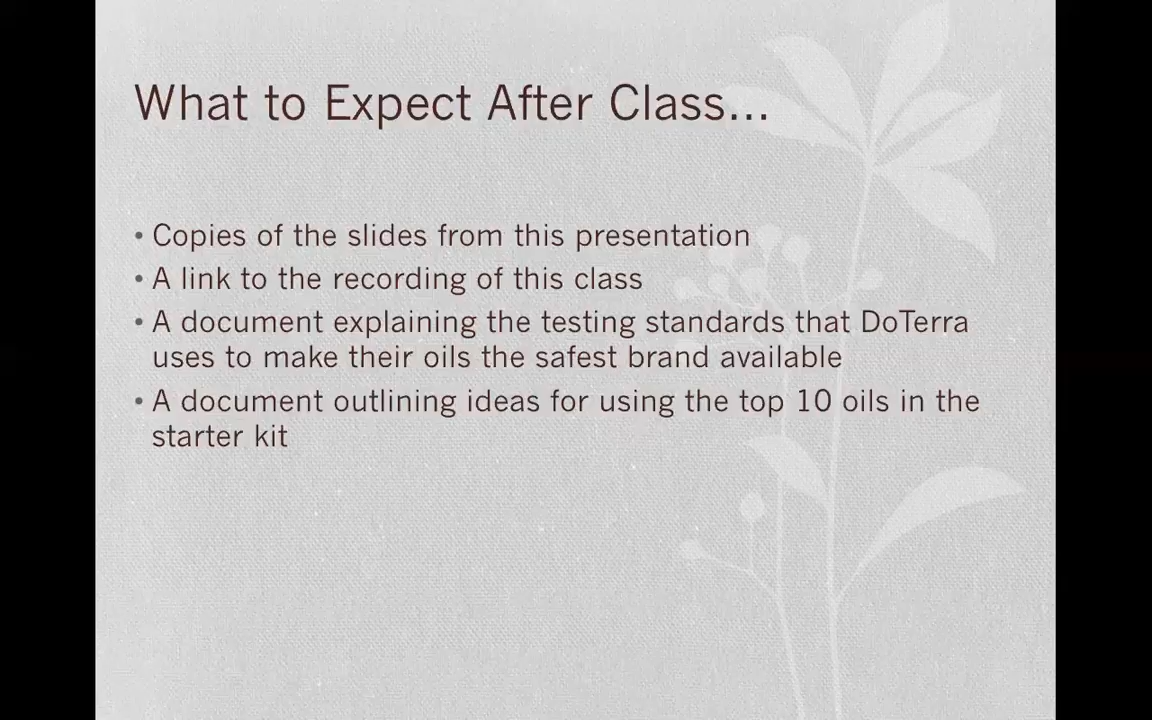 What to Expect After Class...
• Copies of the slides from this presentation
• A link to the recording of this class
• A document explaining the testing standards that DoTerra
uses to make their oils the safest brand available
• A document outlining ideas for using the top 10 oils in the
starter kit